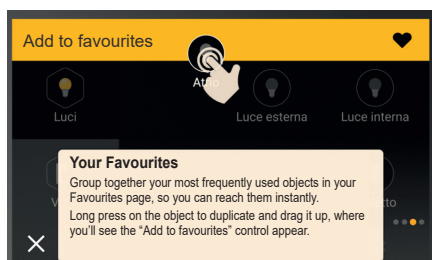 Add to favourites
Luci
Luce esterna
Luce interna
Your Favourites
Group together your most frequently used objects in your
Favourites page, so you can reach them instantly.
Long press on the object to duplicate and drag it up, where
you'll see the “Add to favourites” control appear.